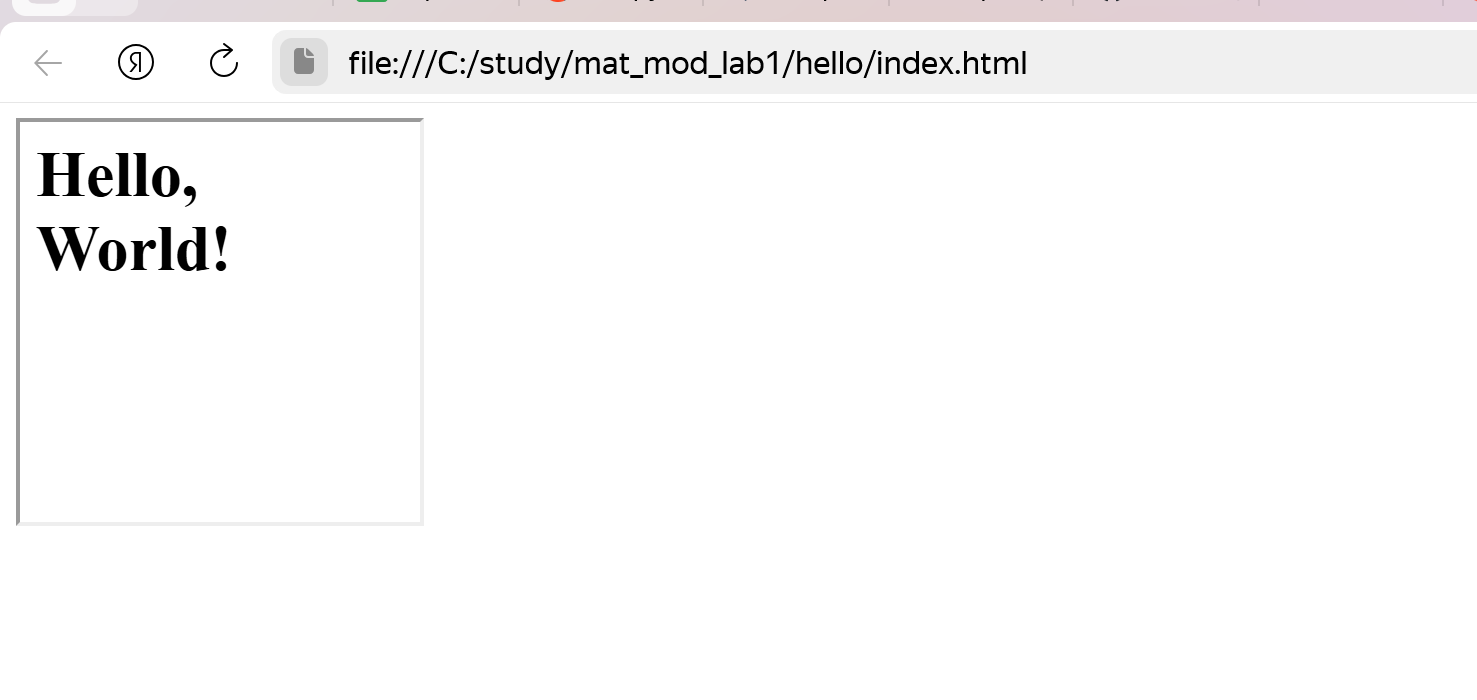 Я
file:///C:/study/mat_mod_lab1/hello/index.html
Hello,
World!